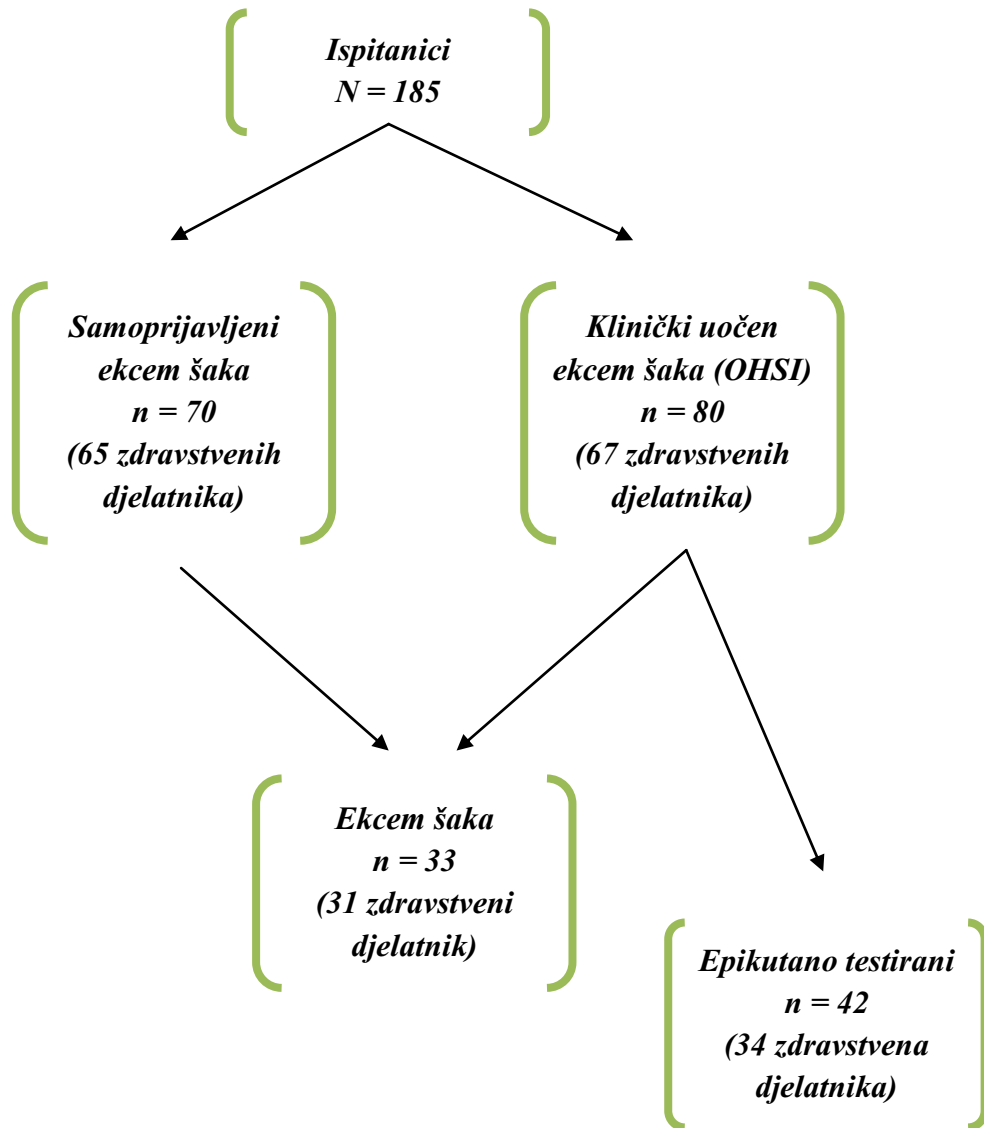 Ispitanici
N = 185
Samoprijavljeni
ekcem šaka
n = 70
(65 zdravstvenih
djelatnika)
Klinički uočen
ekcem šaka (OHSI)
n = 80
(67 zdravstvenih
djelatnika)
Ekcem šaka
n = 33
(31 zdravstveni
djelatnik)
Epikutano testirani
n = 42
(34 zdravstvena
djelatnika)